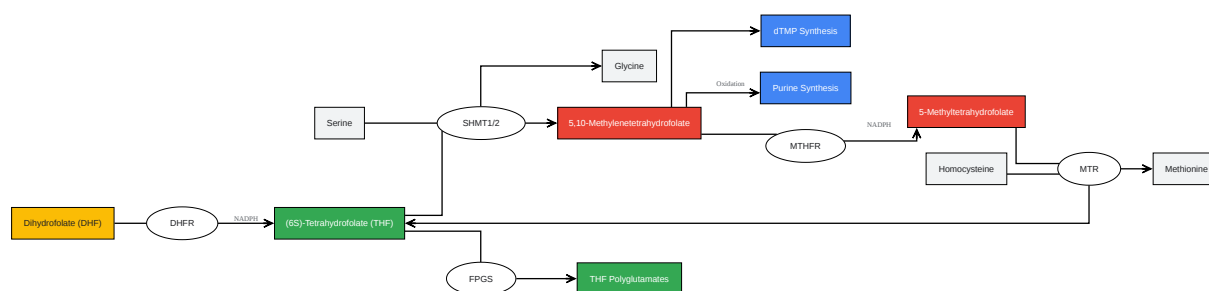 dTMP Synthesis
Glycine
Oxidation
Purine Synthesis
Serine
SHMT1/2
5,10-Methylenetetrahydrofolate
5-Methyltetrahydrofolate
NADPH
MTHFR
Homocysteine
MTR
Methionine
Dihydrofolate (DHF)
DHFR
NADPH
(6S)-Tetrahydrofolate (THF)
FPGS
THF Polyglutamates